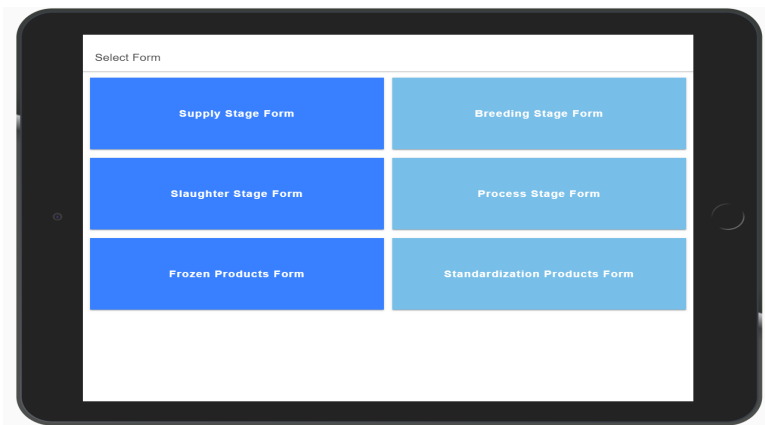 Select Form
Supply Stage Form
Breeding Stage Form
Slaughter Stage Form
Process Stage Form
Frozen Products Form
Standardization Products Form